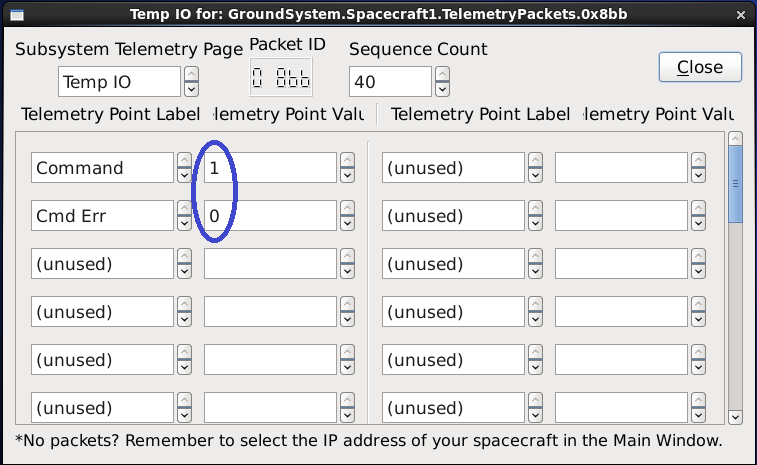 Temp IO for: GroundSystem.Spacecraft1.TelemetryPackets.0x8bb
Subsystem Telemetry Page Packet ID Sequence Count
Temp IO 0 8bb 40 Close
Telemetry Point Label lemetry Point Valu Telemetry Point Label lemetry Point Valu
Command 1 (unused)
Cmd Err 0 (unused)
(unused) (unused)
(unused) (unused)
(unused) (unused)
(unused) (unused)
*No packets? Remember to select the IP address of your spacecraft in the Main Window.